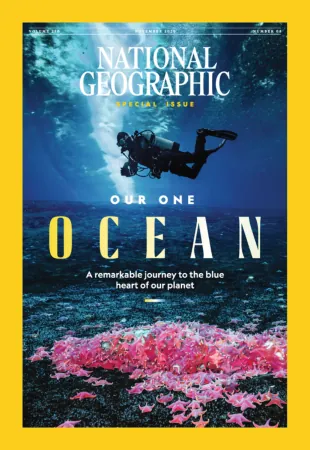 NATIONAL
GEOGRAPHIC
SPECIAL ISSUE
OUR ONE
OCEAN
A remarkable journey to the blue
heart of our planet